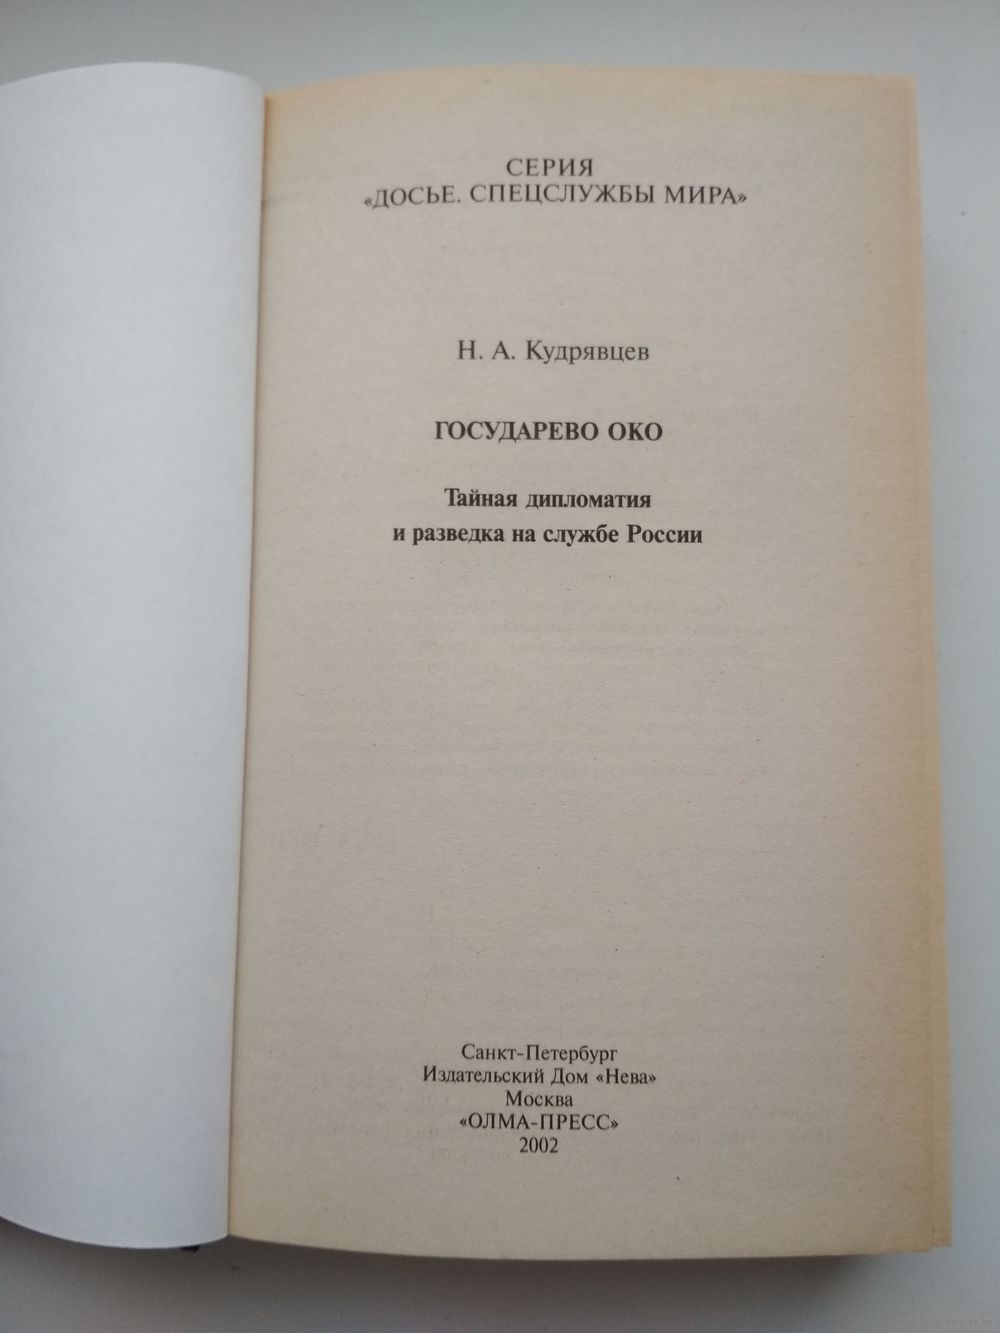 СЕРИЯ
«ДОСЬЕ. СПЕЦСЛУЖБЫ МИРА»
Н. А. Кудрявцев
ГОСУДАРЕВО ОКО
Тайная дипломатия
и разведка на службе России
Санкт-Петербург
Издательский Дом «Нева»
Москва
«ОЛМА-ПРЕСС»
2002